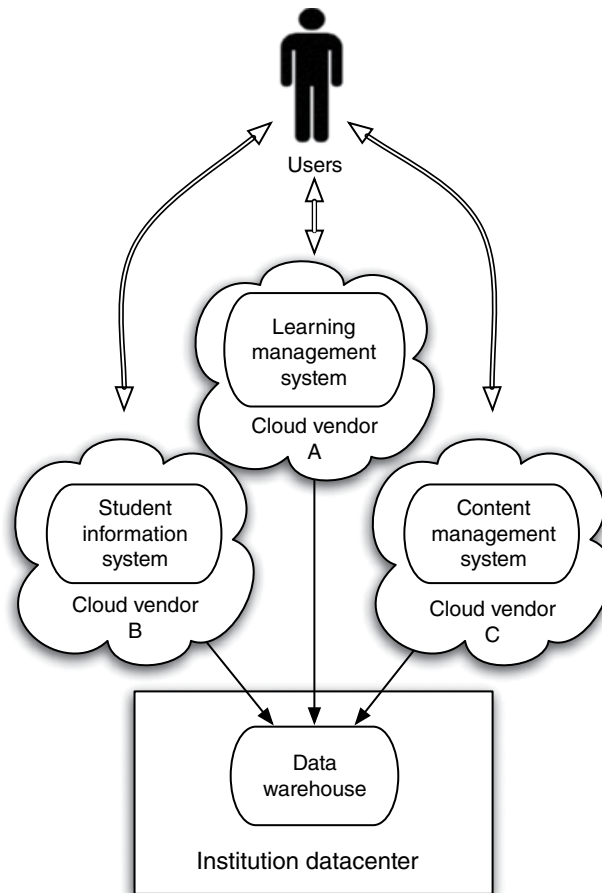 Users
Learning
management
system
Cloud vendor
A
Student
information
system
Cloud vendor
B
Content
management
system
Cloud vendor
C
Data
warehouse
Institution datacenter